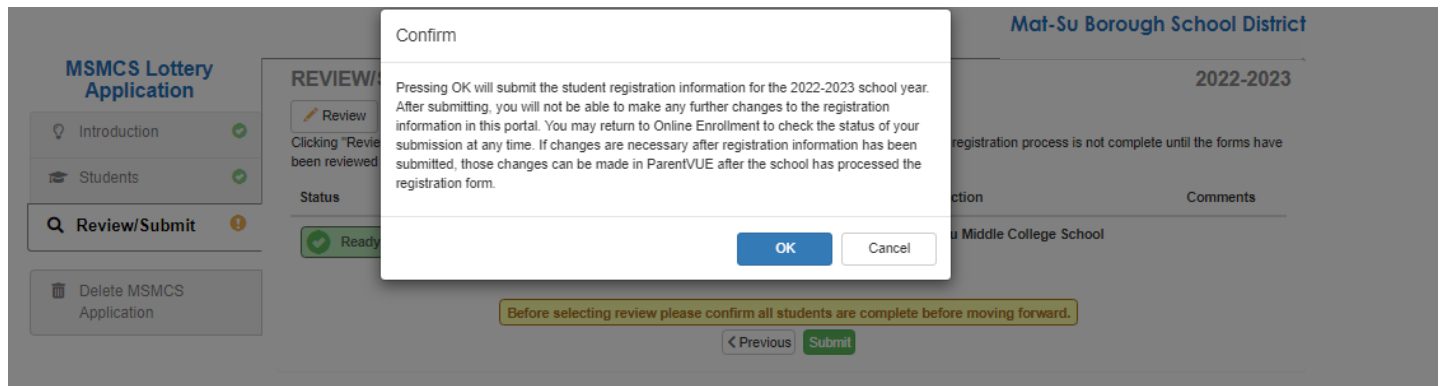 Mat-Su Borough School District
MSMCS Lottery
Application
Introduction
Students
Review/Submit
Delete MSMCS
Application
REVIEW/
2022-2023
Review
Clicking "Revie
registration process is not complete until the forms have
been reviewed
Status
ction
Comments
Ready
u Middle College School
Confirm
Pressing OK will submit the student registration information for the 2022-2023 school year.
After submitting, you will not be able to make any further changes to the registration
information in this portal. You may return to Online Enrollment to check the status of your
submission at any time. If changes are necessary after registration information has been
submitted, those changes can be made in ParentVUE after the school has processed the
registration form.
OK
Cancel
Before selecting review please confirm all students are complete before moving forward.
Previous
Submit